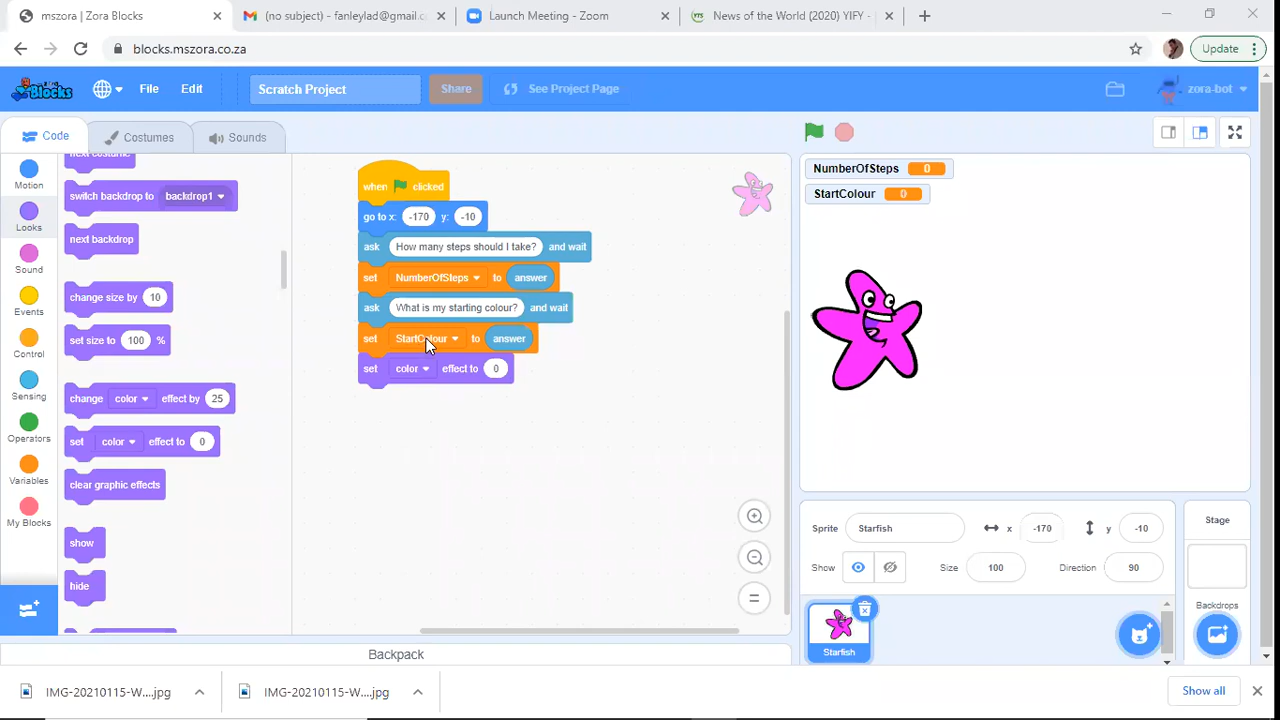 mszora | Zora Blocks
(no subject) - fanleylad@gmail.c
Launch Meeting - Zoom
News of the World (2020) YIFY -
blocks.mszora.co.za
Update
Blocks
File
Edit
Scratch Project
Share
See Project Page
zora-bot
Code
Costumes
Sounds
Motion
Looks
Sound
Events
Control
Sensing
Operators
Variables
My Blocks
next costume
switch backdrop to backdrop1
next backdrop
change size by 10
set size to 100 %
change color effect by 25
set color effect to 0
clear graphic effects
show
hide
when clicked
go to x: -170 y: -10
ask How many steps should I take? and wait
set NumberOfSteps to answer
ask What is my starting colour? and wait
set StartColour to answer
set color effect to 0
NumberOfSteps 0
StartColour 0
Sprite Starfish x -170 y -10
Show Size 100 Direction 90
Starfish
Stage
Backdrops
Backpack
IMG-20210115-W....jpg
IMG-20210115-W....jpg
Show all